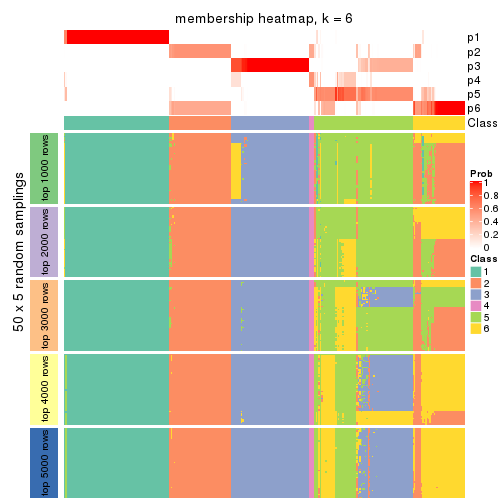 membership heatmap, k = 6
p1
p2
p3
p4
p5
p6
Class
50 x 5 random samplings
top 1000 rows
top 2000 rows
top 3000 rows
top 4000 rows
top 5000 rows
Prob
1
0.8
0.6
0.4
0.2
0
Class
1
2
3
4
5
6